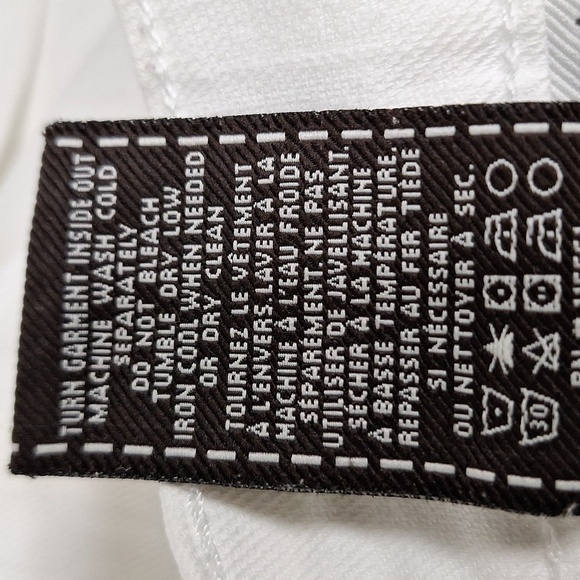 TURN GARMENT INSIDE OUT
MACHINE WASH COLD
SEPARATELY
DO NOT BLEACH
TUMBLE DRY LOW
IRON COOL WHEN NEEDED
OR DRY CLEAN
TOURNEZ LE VÊTEMENT
À L'ENVERS. LAVER À LA
MACHINE À L'EAU FROIDE
SÉPARÉMENT NE PAS
UTILISER DE JAVELLISANT.
SÉCHER À LA MACHINE
À BASSE TEMPÉRATURE.
REPASSER AU FER TIÈDE
SI NÉCESSAIRE
OU NETTOYER À SEC.
30